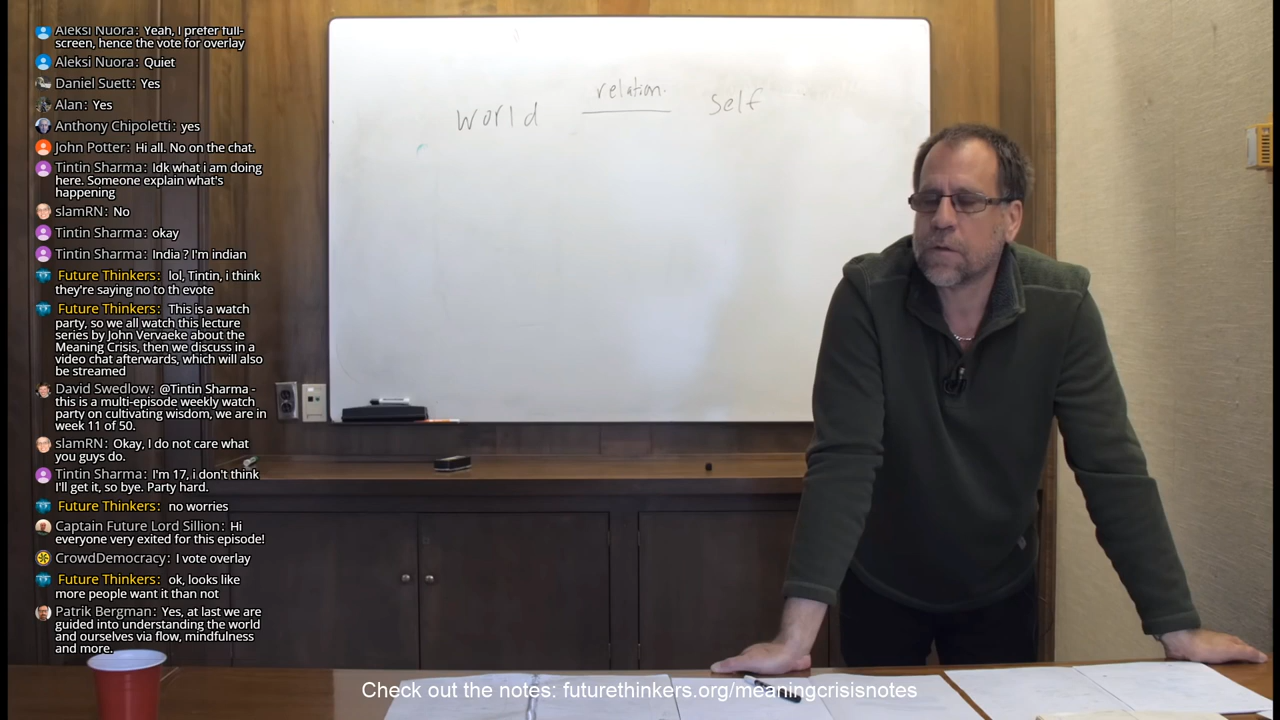 Aleksi Nuora: Yeah, I prefer full-
screen, hence the vote for overlay
Aleksi Nuora: Quiet
Daniel Suett: Yes
Alan: Yes
Anthony Chipoletti: yes
John Potter: Hi all. No on the chat.
Tintin Sharma: Idk what i am doing
here. Someone explain what's
happening
slamRN: No
Tintin Sharma: okay
Tintin Sharma: India ? I'm indian
Future Thinkers: lol, Tintin, i think
they're saying no to th evote
Future Thinkers: This is a watch
party, so we all watch this lecture
series by John Vervaeke about the
Meaning Crisis, then we discuss in a
video chat afterwards, which will also
be streamed
David Swedlow: @Tintin Sharma -
this is a multi-episode weekly watch
party on cultivating wisdom, we are in
week 11 of 50.
slamRN: Okay, I do not care what
you guys do.
Tintin Sharma: I'm 17, i don't think
I'll get it, so bye. Party hard.
Future Thinkers: no worries
Captain Future Lord Sillion: Hi
everyone very exited for this episode!
CrowdDemocracy: I vote overlay
Future Thinkers: ok, looks like
more people want it than not
Patrik Bergman: Yes, at last we are
guided into understanding the world
and ourselves via flow, mindfulness
and more.
world relation. self
Check out the notes: futurethinkers.org/meaningcrisisnotes